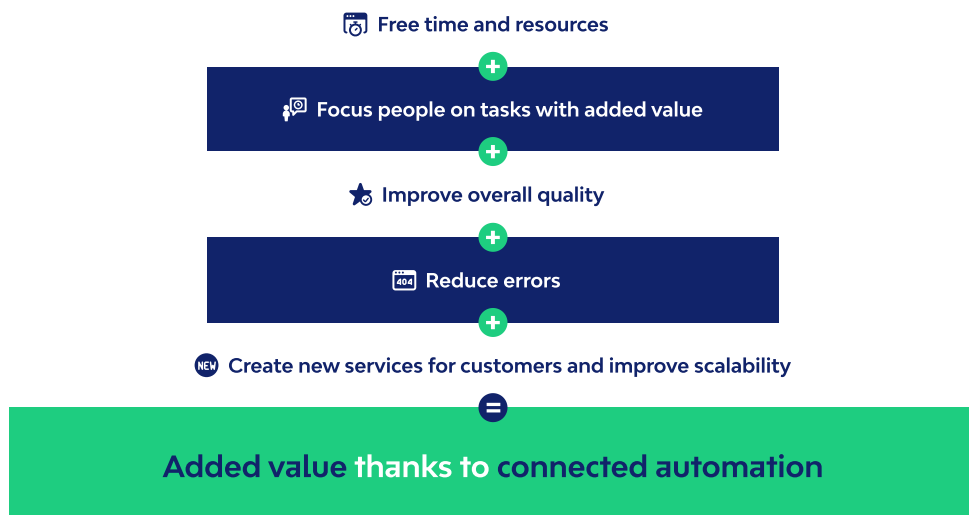 Free time and resources
+
Focus people on tasks with added value
+
Improve overall quality
+
404 Reduce errors
+
NEW Create new services for customers and improve scalability
=
Added value thanks to connected automation